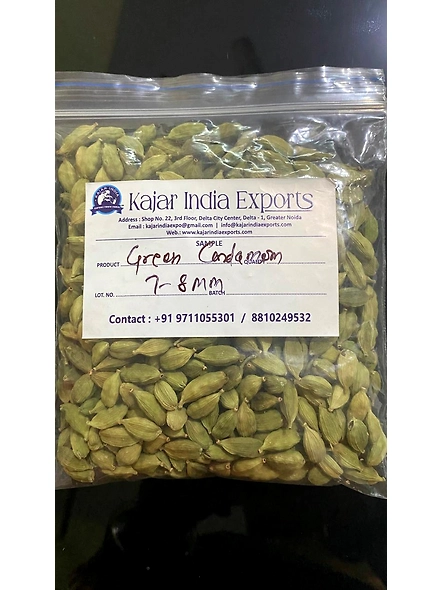 Kajar India Exports
Address : Shop No. 22, 3rd Floor, Delta City Center, Delta - 1, Greater Noida
Email : kajarindiaexpo@gmail.com | info@kajarindiaexports.com
Web.: www.kajarindiaexports.com
SAMPLE
PRODUCT Green Cardamom
LOT. NO. 7-8MM BATCH
Contact : +91 9711055301 / 8810249532